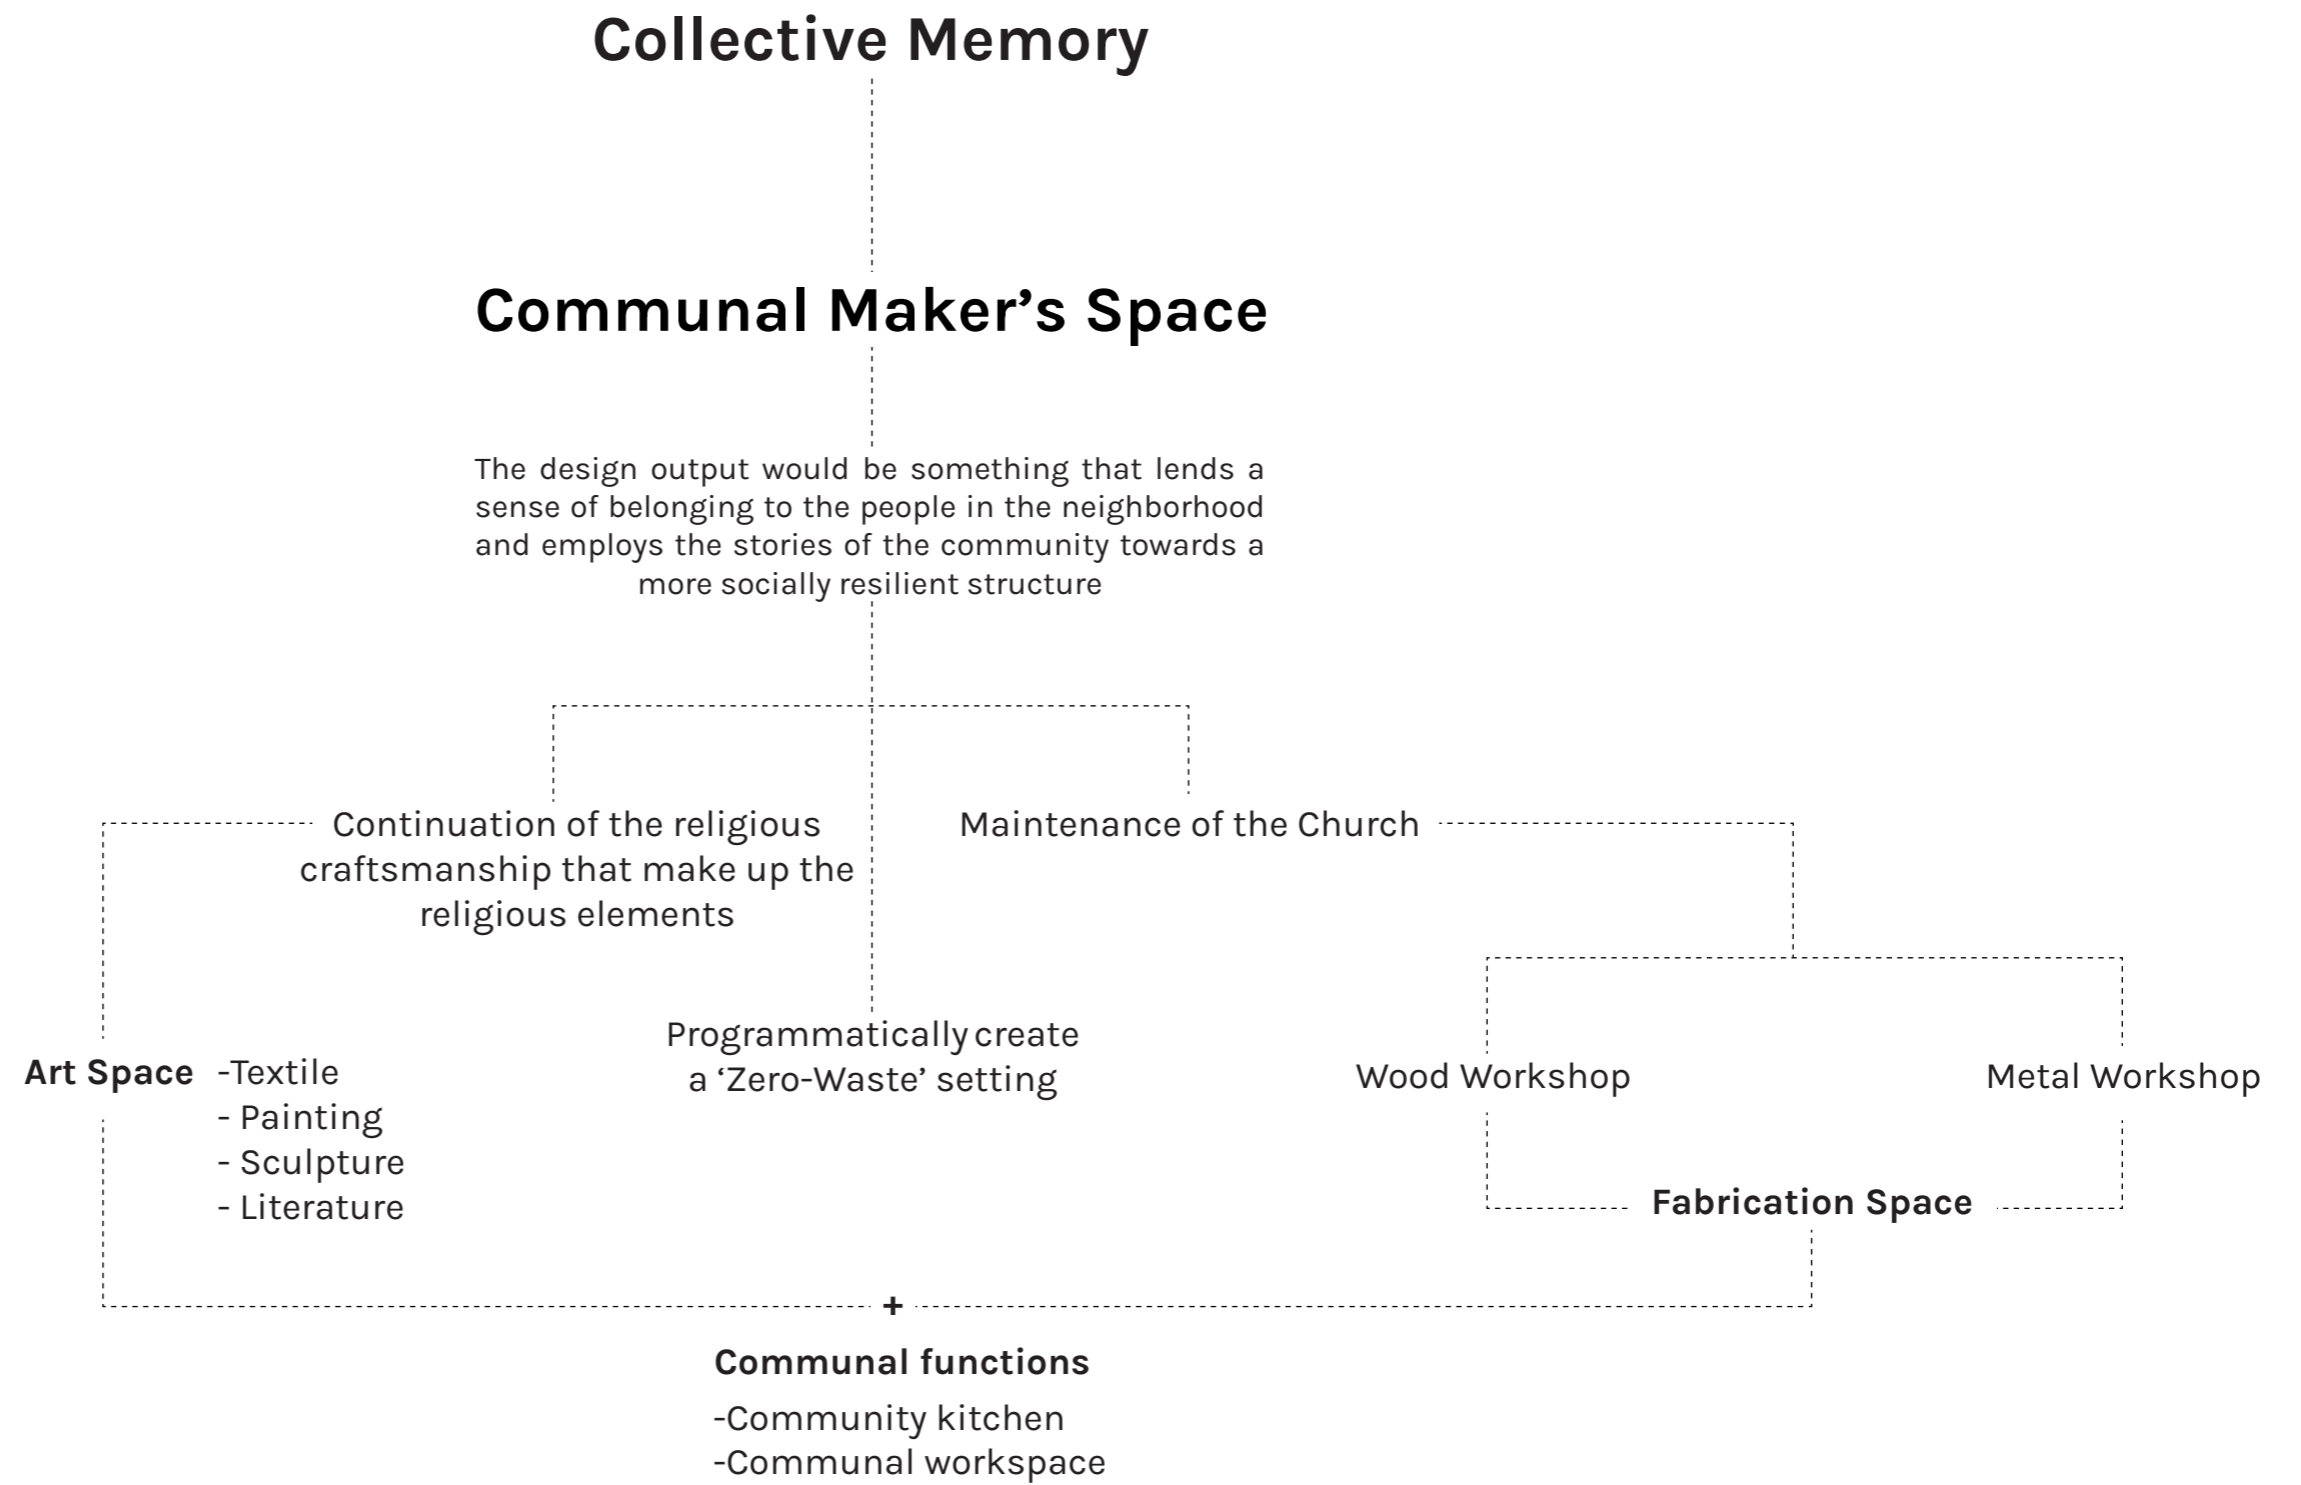 Collective Memory
Communal Maker’s Space
The design output would be something that lends a
sense of belonging to the people in the neighborhood
and employs the stories of the community towards a
more socially resilient structure
Continuation of the religious
craftsmanship that make up the
religious elements
Maintenance of the Church
Programmatically create
a ‘Zero-Waste’ setting
Art Space
-Textile
- Painting
- Sculpture
- Literature
Wood Workshop
Metal Workshop
Fabrication Space
+
Communal functions
-Community kitchen
-Communal workspace